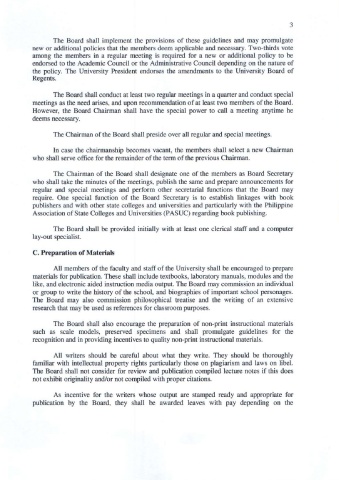 3
The Board shall implement the provisions of these guidelines and may promulgate
new or additional policies that the members deem applicable and necessary. Two-thirds vote
among the members in a regular meeting is required for a new or additional policy to be
endorsed to the Academic Council or the Administrative Council depending on the nature of
the policy. The University President endorses the amendments to the University Board of
Regents.
The Board shall conduct at least two regular meetings in a quarter and conduct special
meetings as the need arises, and upon recommendation of at least two members of the Board.
However, the Board Chairman shall have the special power to call a meeting anytime he
deems necessary.
The Chairman of the Board shall preside over all regular and special meetings.
In case the chairmanship becomes vacant, the members shall select a new Chairman
who shall serve office for the remainder of the term of the previous Chairman.
The Chairman of the Board shall designate one of the members as Board Secretary
who shall take the minutes of the meetings, publish the same and prepare announcements for
regular and special meetings and perform other secretarial functions that the Board may
require. One special function of the Board Secretary is to establish linkages with book
publishers and with other state colleges and universities and particularly with the Philippine
Association of State Colleges and Universities (PASUC) regarding book publishing.
The Board shall be provided initially with at least one clerical staff and a computer
lay-out specialist.
C. Preparation of Materials
All members of the faculty and staff of the University shall be encouraged to prepare
materials for publication. These shall include textbooks, laboratory manuals, modules and the
like, and electronic aided instruction media output. The Board may commission an individual
or group to write the history of the school, and biographies of important school personages.
The Board may also commission philosophical treatise and the writing of an extensive
research that may be used as references for classroom purposes.
The Board shall also encourage the preparation of non-print instructional materials
such as scale models, preserved specimens and shall promulgate guidelines for the
recognition and in providing incentives to quality non-print instructional materials.
All writers should be careful about what they write. They should be thoroughly
familiar with intellectual property rights particularly those on plagiarism and laws on libel.
The Board shall not consider for review and publication compiled lecture notes if this does
not exhibit originality and/or not compiled with proper citations.
As incentive for the writers whose output are stamped ready and appropriate for
publication by the Board, they shall be awarded leaves with pay depending on the